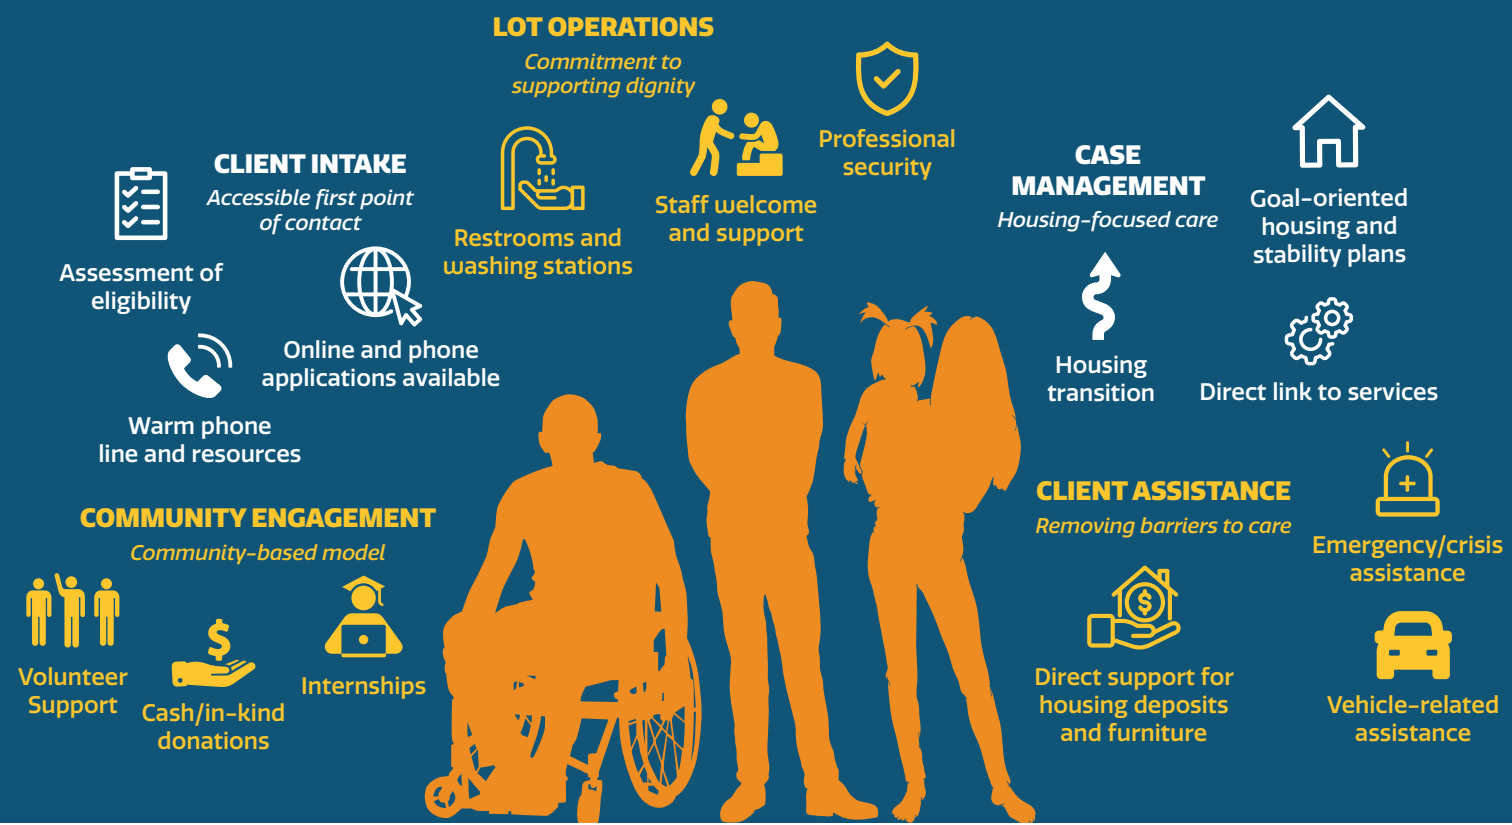 LOT OPERATIONS
Commitment to
supporting dignity
Restrooms and
washing stations
Staff welcome
and support
Professional
security
CLIENT INTAKE
Accessible first point
of contact
Assessment of
eligibility
Online and phone
applications available
Warm phone
line and resources
CASE
MANAGEMENT
Housing-focused care
Goal-oriented
housing and
stability plans
Housing
transition
Direct link to services
COMMUNITY ENGAGEMENT
Community-based model
Volunteer
Support
Cash/in-kind
donations
Internships
CLIENT ASSISTANCE
Removing barriers to care
Emergency/crisis
assistance
Direct support for
housing deposits
and furniture
Vehicle-related
assistance
$
$